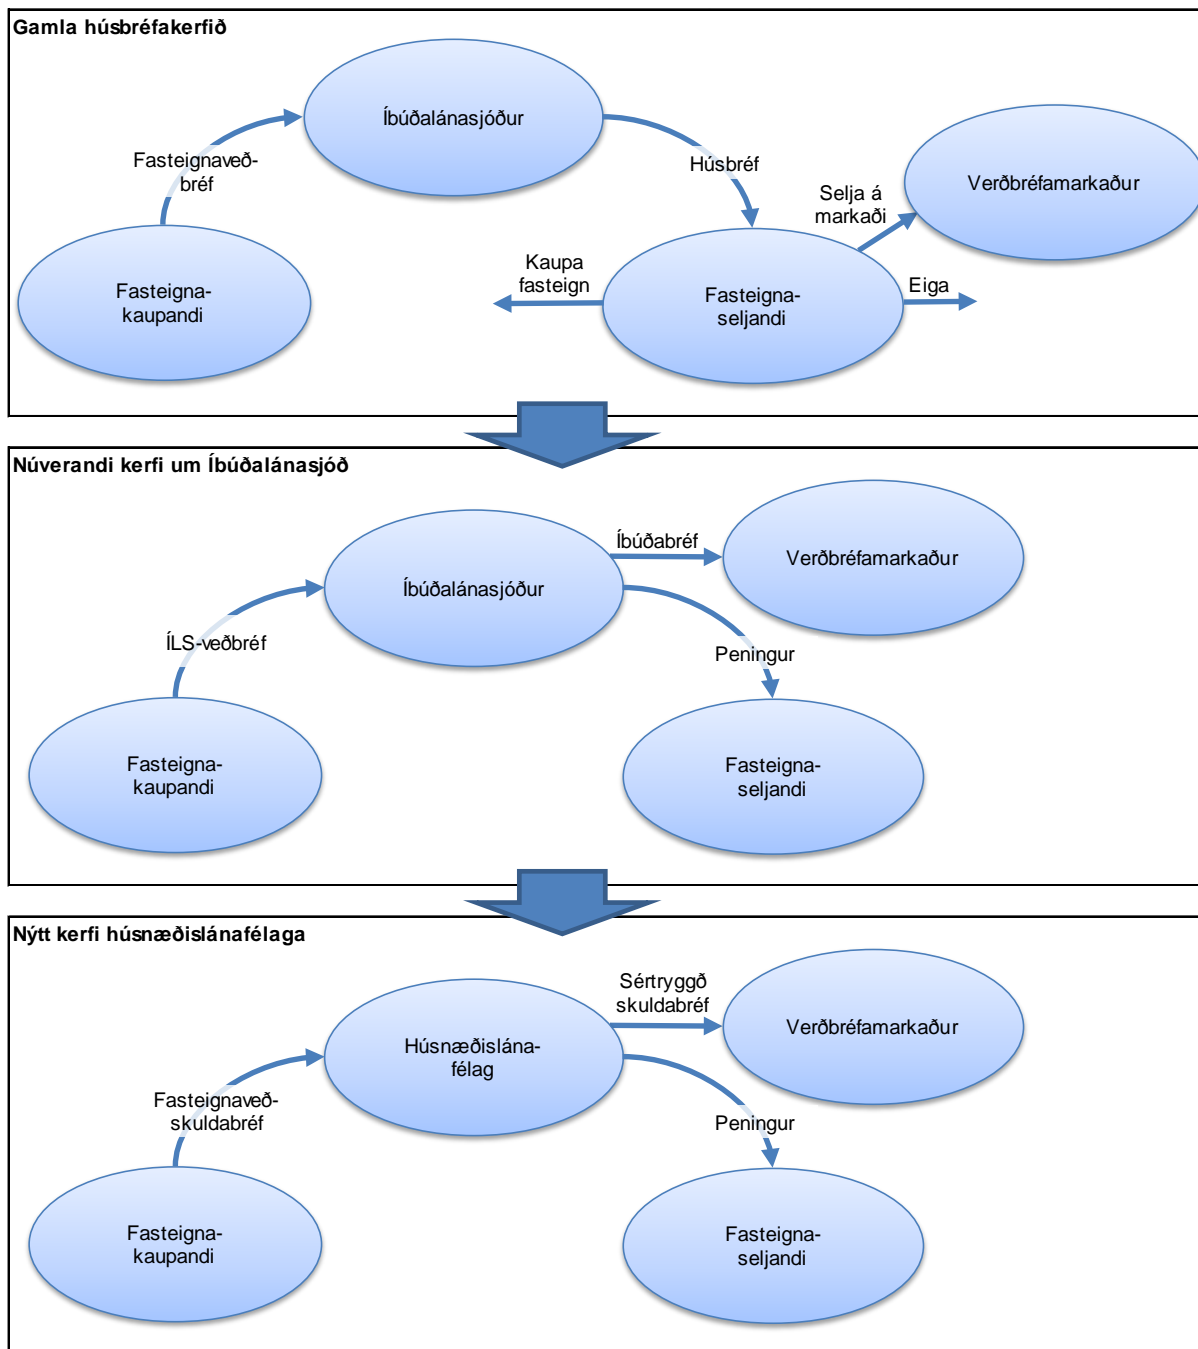 Gamla húsbréfakerfið
Íbúðalánasjóður
Fasteignaveð-
bréf
Húsbréf
Verðbréfamarkaður
Selja á
markaði
Kaupa
fasteign
Eiga
Fasteigna-
kaupandi
Fasteigna-
seljandi
Núverandi kerfi um Íbúðalánasjóð
Íbúðabréf
Verðbréfamarkaður
Íbúðalánasjóður
ÍLS-veðbréf
Peningur
Fasteigna-
kaupandi
Fasteigna-
seljandi
Nýtt kerfi húsnæðislánafélaga
Sértryggð
skuldabréf
Verðbréfamarkaður
Húsnæðislána-
félag
Fasteignaveð-
skuldabréf
Peningur
Fasteigna-
kaupandi
Fasteigna-
seljandi